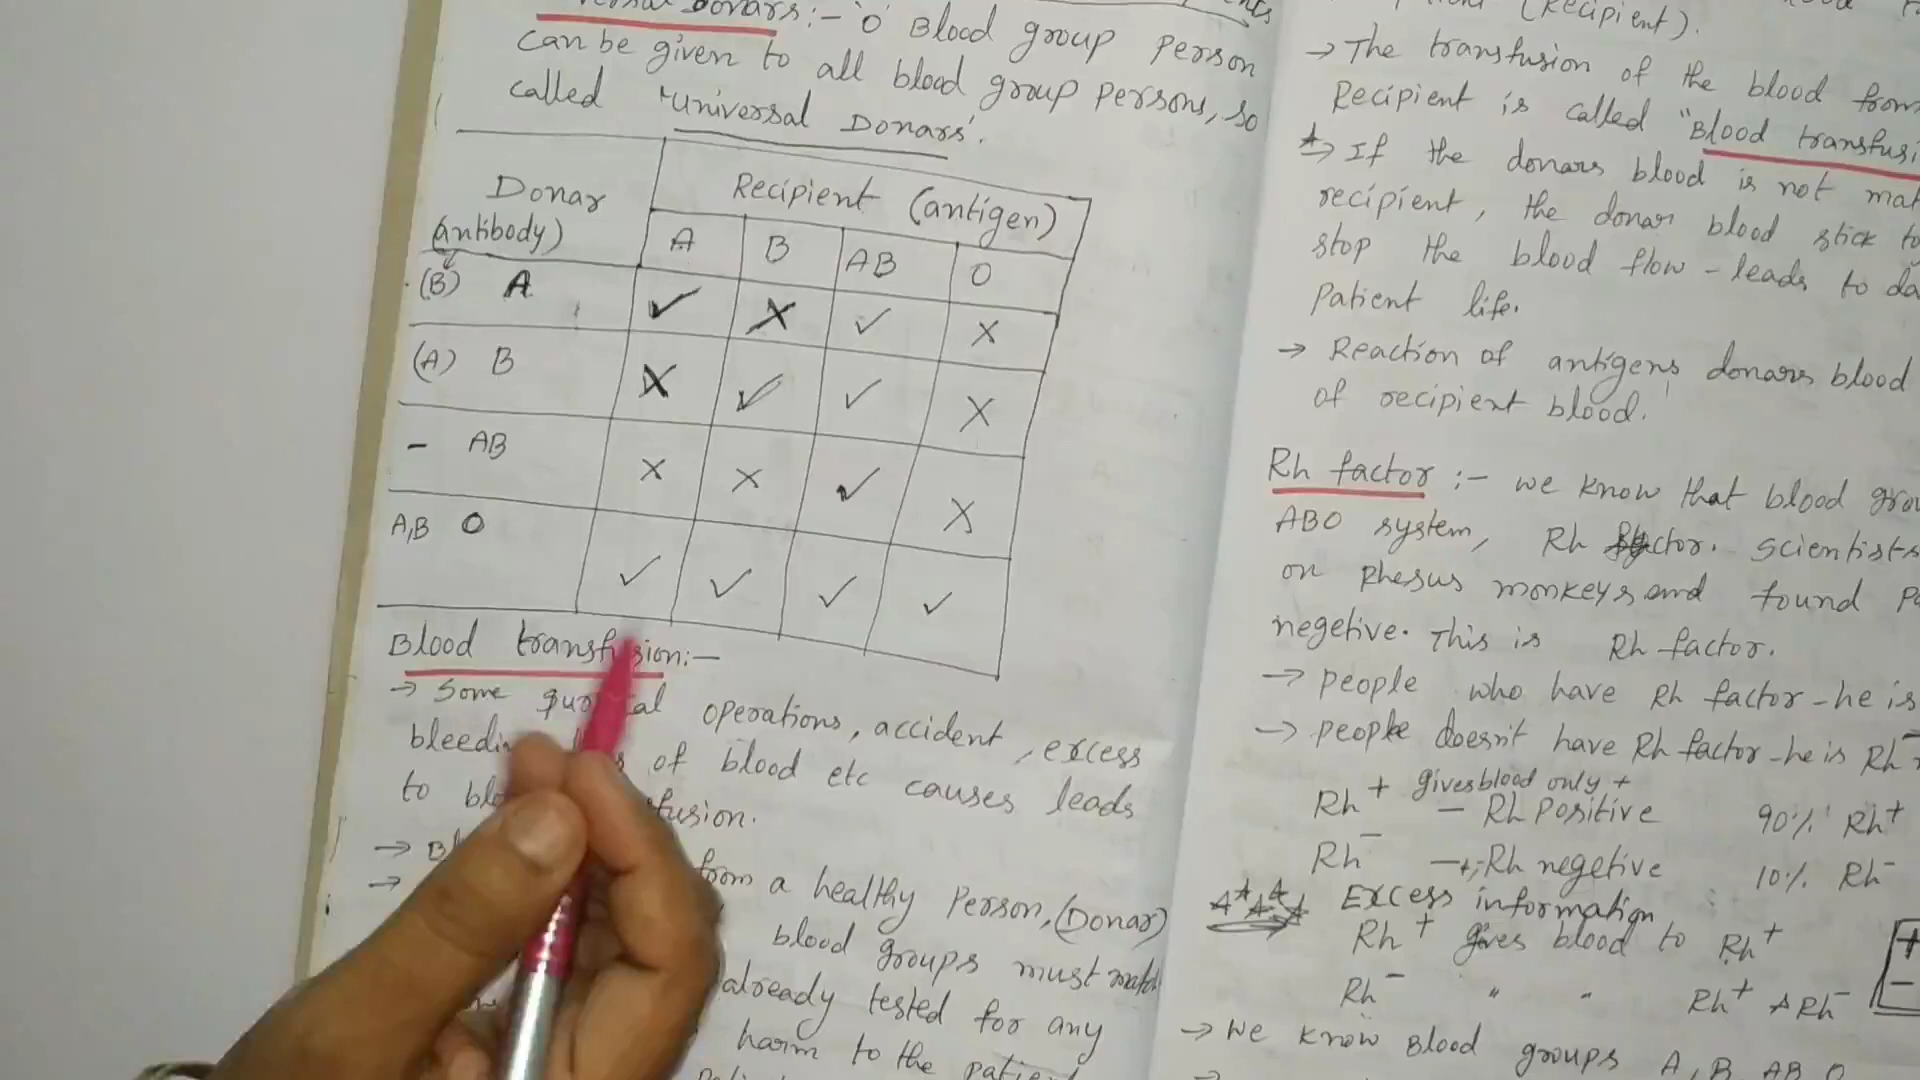 Donars :- 'O' Blood group person
can be given to all blood group persons, so
called 'Universal Donars'.
Donar
(antibody)
Recipient (antigen)
A B AB O
(B) A ✓ X ✓ X
(A) B X ✓ ✓ X
- AB X X ✓ X
A,B O ✓ ✓ ✓ ✓
Blood transfusion:-
→ Some operations, accident, excess
of blood etc causes leads
to
→
→ a healthy Person, (Donar)
blood groups must match
already tested for any
harm to the patient
(Recipient).
→ The transfusion of the blood from
Recipient is called "Blood
→ If the donars blood is not
recipient, the donar blood stick
stop the blood flow - leads to
Patient life.
→ Reaction of antigens donars blood
of recipient blood.
Rh factor :- we know that blood
ABO system, Rh factor. Scientists
on Rhesus monkeys and found
negetive. This is Rh factor.
→ people who have Rh factor - he is
→ people doesn't have Rh factor - he is Rh-
Rh+ gives blood only +
- Rh Positive 90% Rh+
Rh- Rh negetive 10% Rh-
Excess information
Rh+ gives blood to Rh+
Rh- " " Rh+ & Rh-
→ We know Blood groups A, B, AB, O